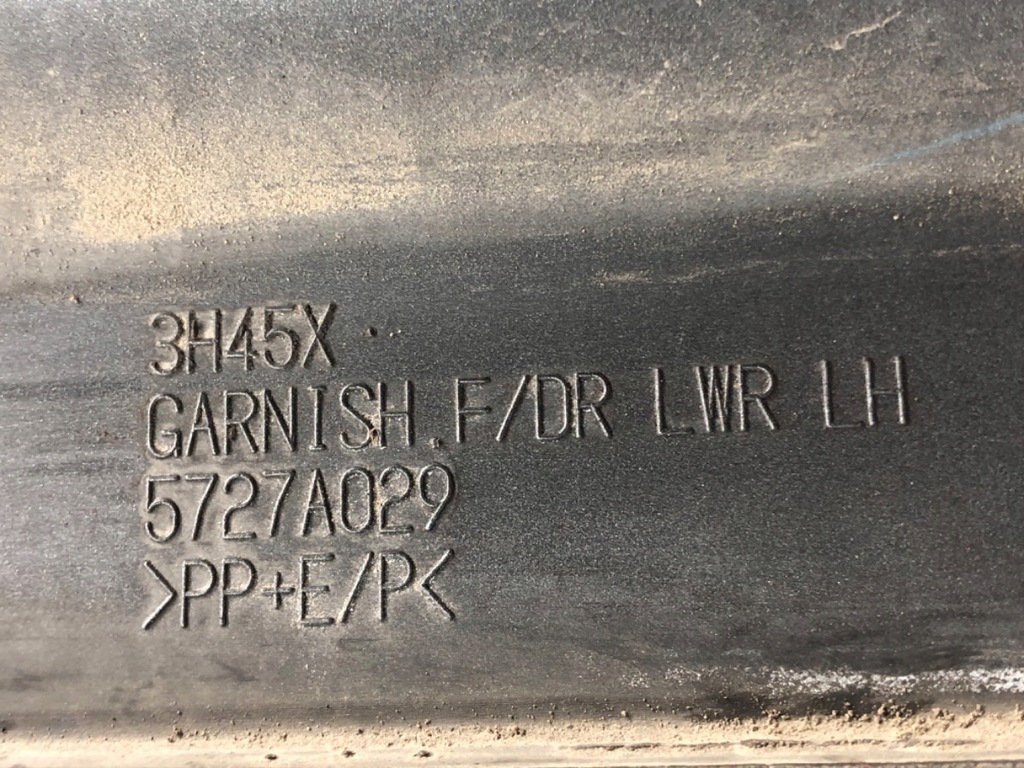 3H45X
GARNISH F/DR LWR LH
5727A029
>PP+E/P<